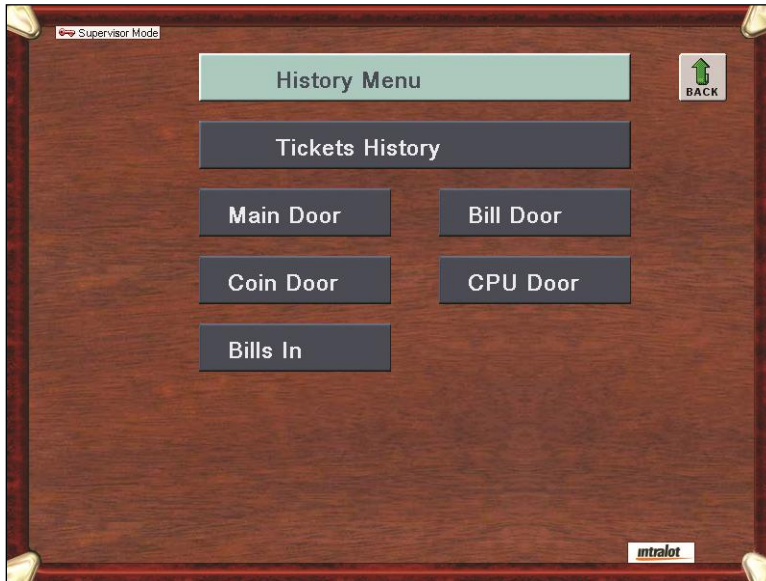 Supervisor Mode
History Menu
BACK
Tickets History
Main Door
Bill Door
Coin Door
CPU Door
Bills In
intralot